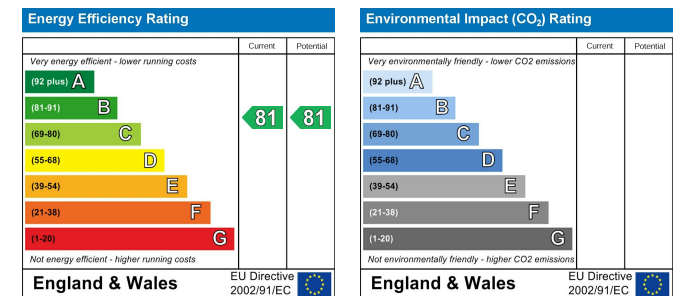 Energy Efficiency Rating
Current Potential
Very energy efficient - lower running costs
(92 plus) A
(81-91) B
81 81
(69-80) C
(55-68) D
(39-54) E
(21-38) F
(1-20) G
Not energy efficient - higher running costs
England & Wales
EU Directive
2002/91/EC
Environmental Impact (CO2) Rating
Current Potential
Very environmentally friendly - lower CO2 emissions
(92 plus) A
(81-91) B
(69-80) C
(55-68) D
(39-54) E
(21-38) F
(1-20) G
Not environmentally friendly - higher CO2 emissions
England & Wales
EU Directive
2002/91/EC